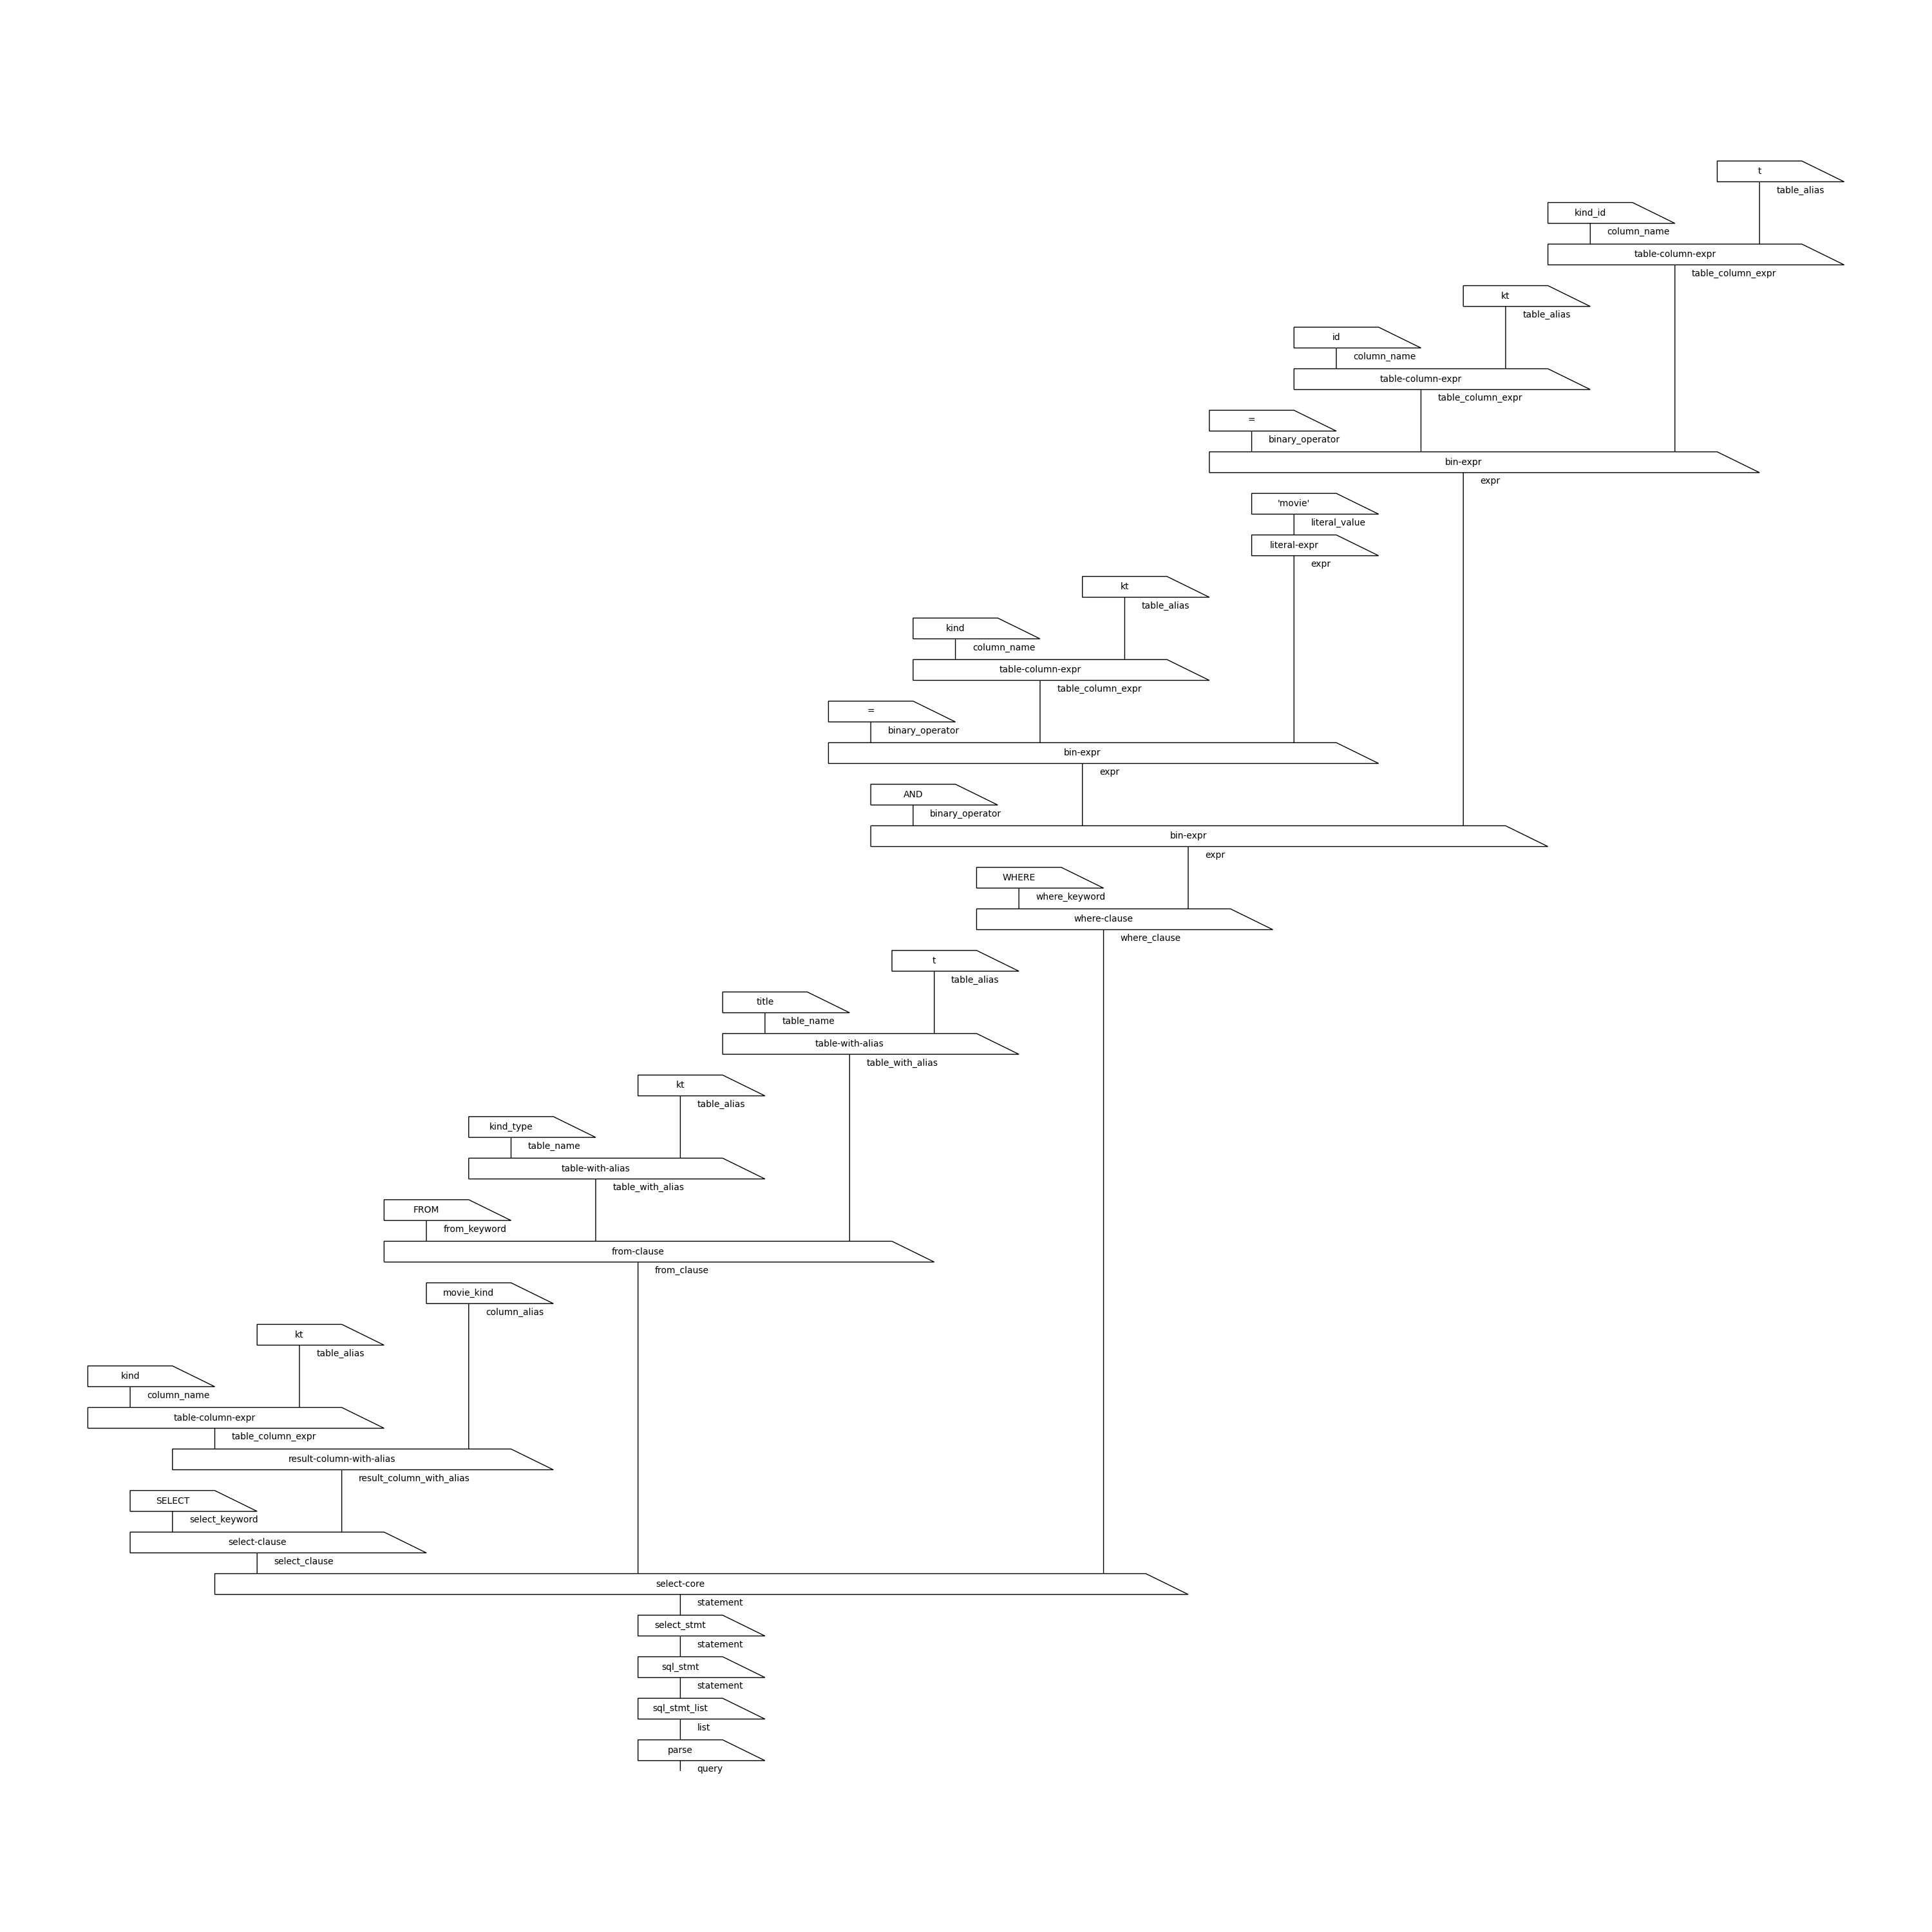 t
table_alias
kind_id
column_name
table-column-expr
table_column_expr
kt
table_alias
id
column_name
table-column-expr
table_column_expr
=
binary_operator
bin-expr
expr
'movie'
literal_value
literal-expr
expr
kt
table_alias
kind
column_name
table-column-expr
table_column_expr
=
binary_operator
bin-expr
expr
AND
binary_operator
bin-expr
expr
WHERE
where_keyword
where-clause
where_clause
t
table_alias
title
table_name
table-with-alias
table_with_alias
kt
table_alias
kind_type
table_name
table-with-alias
table_with_alias
FROM
from_keyword
from-clause
from_clause
movie_kind
column_alias
kt
table_alias
kind
column_name
table-column-expr
table_column_expr
result-column-with-alias
result_column_with_alias
SELECT
select_keyword
select-clause
select_clause
select-core
statement
select_stmt
statement
sql_stmt
statement
sql_stmt_list
list
parse
query